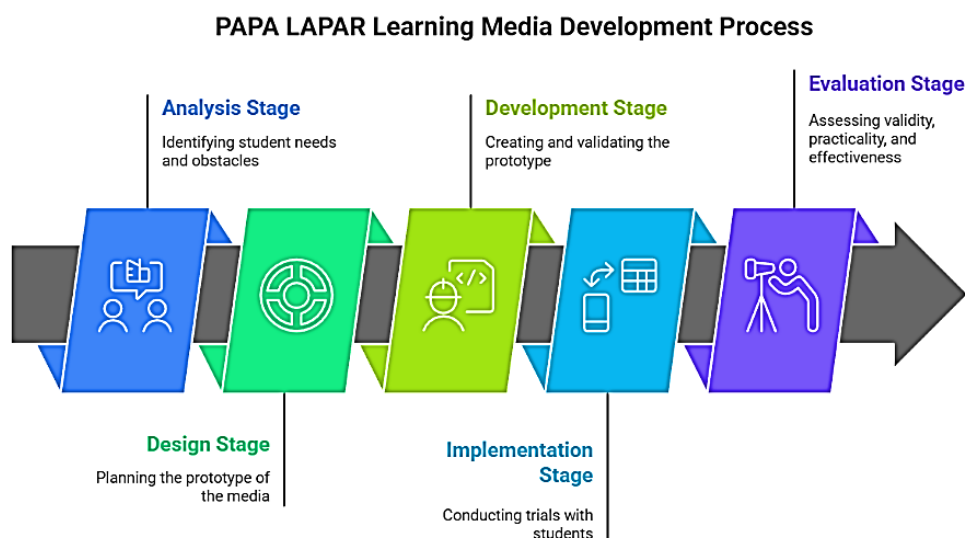 PAPA LAPAR Learning Media Development Process
Analysis Stage
Identifying student needs
and obstacles
Design Stage
Planning the prototype of
the media
Development Stage
Creating and validating the
prototype
Implementation
Stage
Conducting trials with
students
Evaluation Stage
Assessing validity,
practicality, and
effectiveness